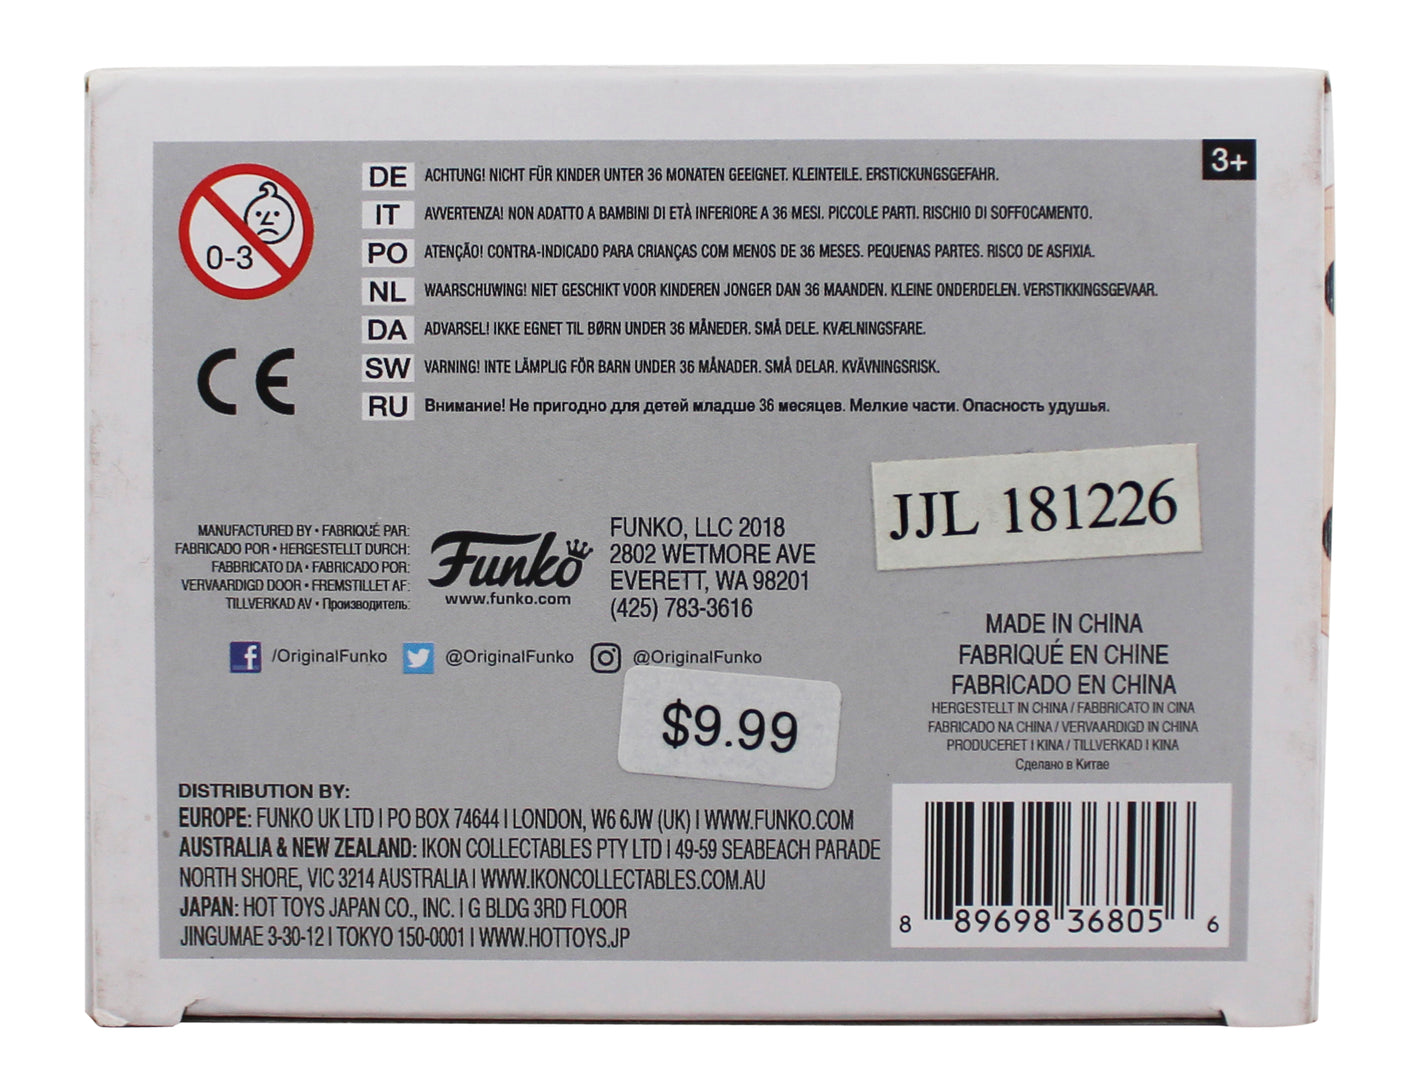 3+
0-3
DE ACHTUNG! NICHT FÜR KINDER UNTER 36 MONATEN GEEIGNET. KLEINTEILE. ERSTICKUNGSGEFAHR.
IT AVVERTENZA! NON ADATTO A BAMBINI DI ETÀ INFERIORE A 36 MESI. PICCOLE PARTI. RISCHIO DI SOFFOCAMENTO.
PO ATENÇÃO! CONTRA-INDICADO PARA CRIANÇAS COM MENOS DE 36 MESES. PEQUENAS PARTES. RISCO DE ASFIXIA.
NL WAARSCHUWING! NIET GESCHIKT VOOR KINDEREN JONGER DAN 36 MAANDEN. KLEINE ONDERDELEN. VERSTIKKINGSGEVAAR.
DA ADVARSEL! IKKE EGNET TIL BØRN UNDER 36 MÅNEDER. SMÅ DELE. KVÆLNINGSFARE.
SW VARNING! INTE LÄMPLIG FÖR BARN UNDER 36 MÅNADER. SMÅ DELAR. KVÄVNINGSRISK.
RU Внимание! Не пригодно для детей младше 36 месяцев. Мелкие части. Опасность удушья.
CE
JJL 181226
MANUFACTURED BY • FABRIQUÉ PAR:
FABRICADO POR • HERGESTELLT DURCH:
FABBRICATO DA • FABRICADO POR:
VERVAARDIGD DOOR • FREMSTILLET AF:
TILLVERKAD AV • Производитель:
Funko
www.funko.com
FUNKO, LLC 2018
2802 WETMORE AVE
EVERETT, WA 98201
(425) 783-3616
f /OriginalFunko @OriginalFunko @OriginalFunko
MADE IN CHINA
FABRIQUÉ EN CHINE
FABRICADO EN CHINA
HERGESTELLT IN CHINA / FABBRICATO IN CINA
FABRICADO NA CHINA / VERVAARDIGD IN CHINA
PRODUCERET I KINA / TILLVERKAD I KINA
Сделано в Китае
$9.99
DISTRIBUTION BY:
EUROPE: FUNKO UK LTD | PO BOX 74644 | LONDON, W6 6JW (UK) | WWW.FUNKO.COM
AUSTRALIA & NEW ZEALAND: IKON COLLECTABLES PTY LTD | 49-59 SEABEACH PARADE
NORTH SHORE, VIC 3214 AUSTRALIA | WWW.IKONCOLLECTABLES.COM.AU
JAPAN: HOT TOYS JAPAN CO., INC. | G BLDG 3RD FLOOR
JINGUMAE 3-30-12 | TOKYO 150-0001 | WWW.HOTTOYS.JP
8 89698 36805 6